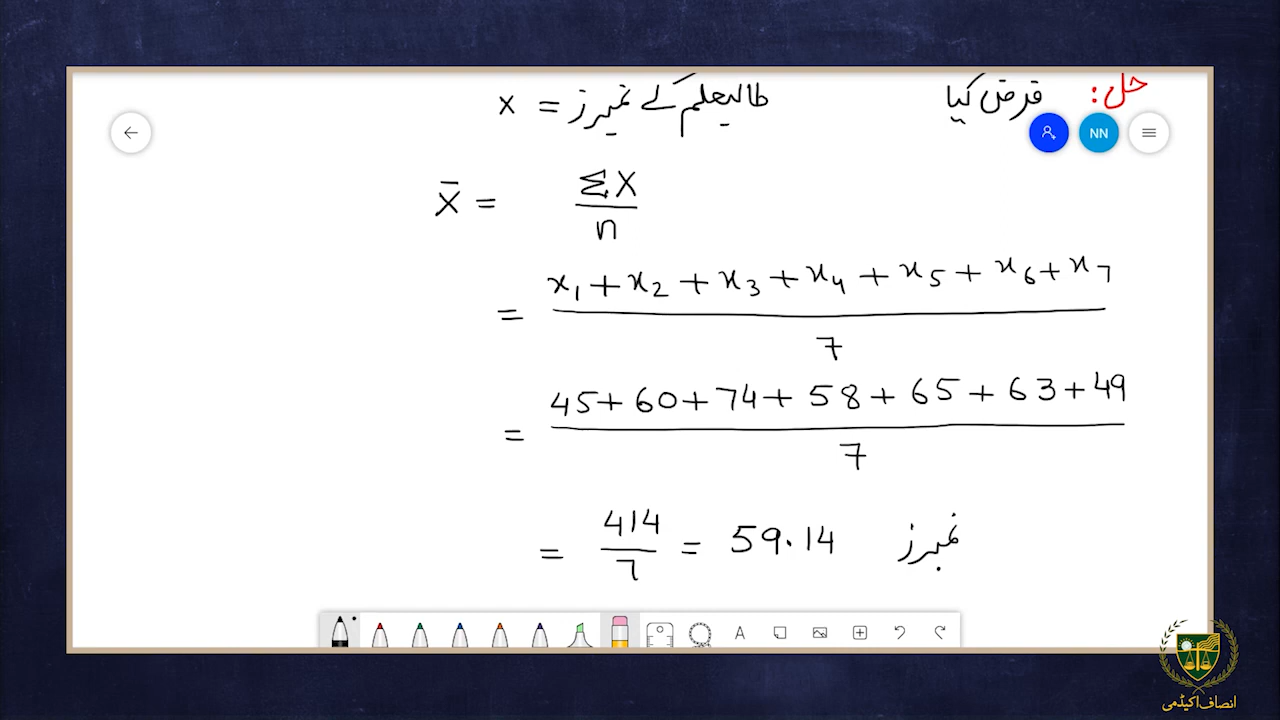 حل: فرض کیا طالبعلم کے نمبرز = x
NN
X̄ = ΣX / n
= x₁ + x₂ + x₃ + x₄ + x₅ + x₆ + x₇ / 7
= 45 + 60 + 74 + 58 + 65 + 63 + 49 / 7
= 414 / 7 = 59.14 نمبرز
A
انصاف اکیڈمی